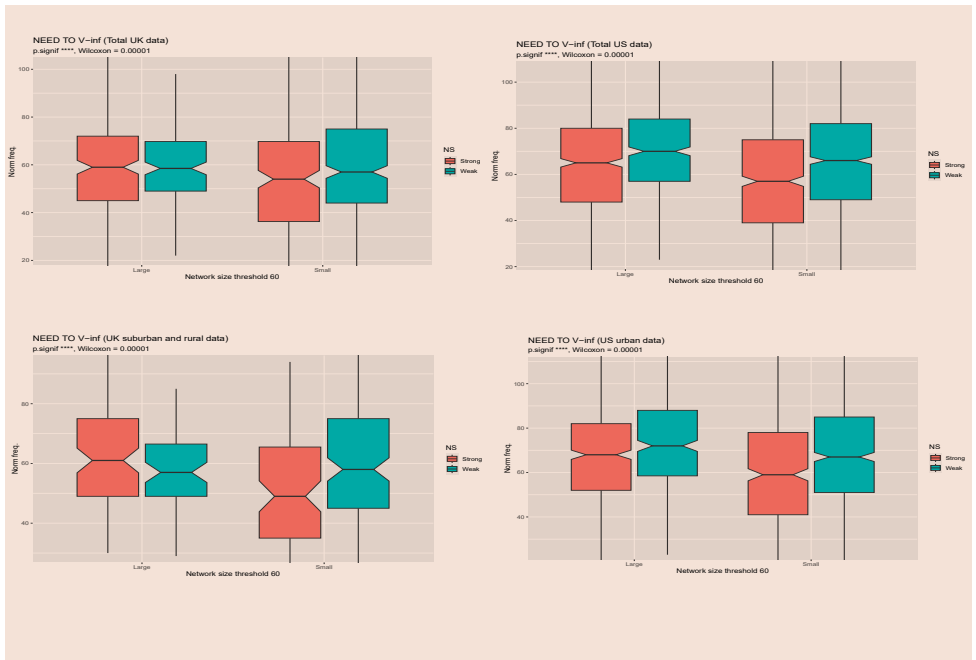 NEED TO V−inf (Total UK data)
p.signif ****, Wilcoxon = 0.00001
Norm freq.
100
80
60
40
20
Large
Small
Network size threshold 60
NS
Strong
Weak
NEED TO V−inf (Total US data)
p.signif ****, Wilcoxon = 0.00001
Norm freq.
100
80
60
40
20
Large
Small
Network size threshold 60
NS
Strong
Weak
NEED TO V−inf (UK suburban and rural data)
p.signif ****, Wilcoxon = 0.00001
Norm freq.
80
60
40
Large
Small
Network size threshold 60
NS
Strong
Weak
NEED TO V−inf (US urban data)
p.signif ****, Wilcoxon = 0.00001
Norm freq.
100
80
60
40
Large
Small
Network size threshold 60
NS
Strong
Weak